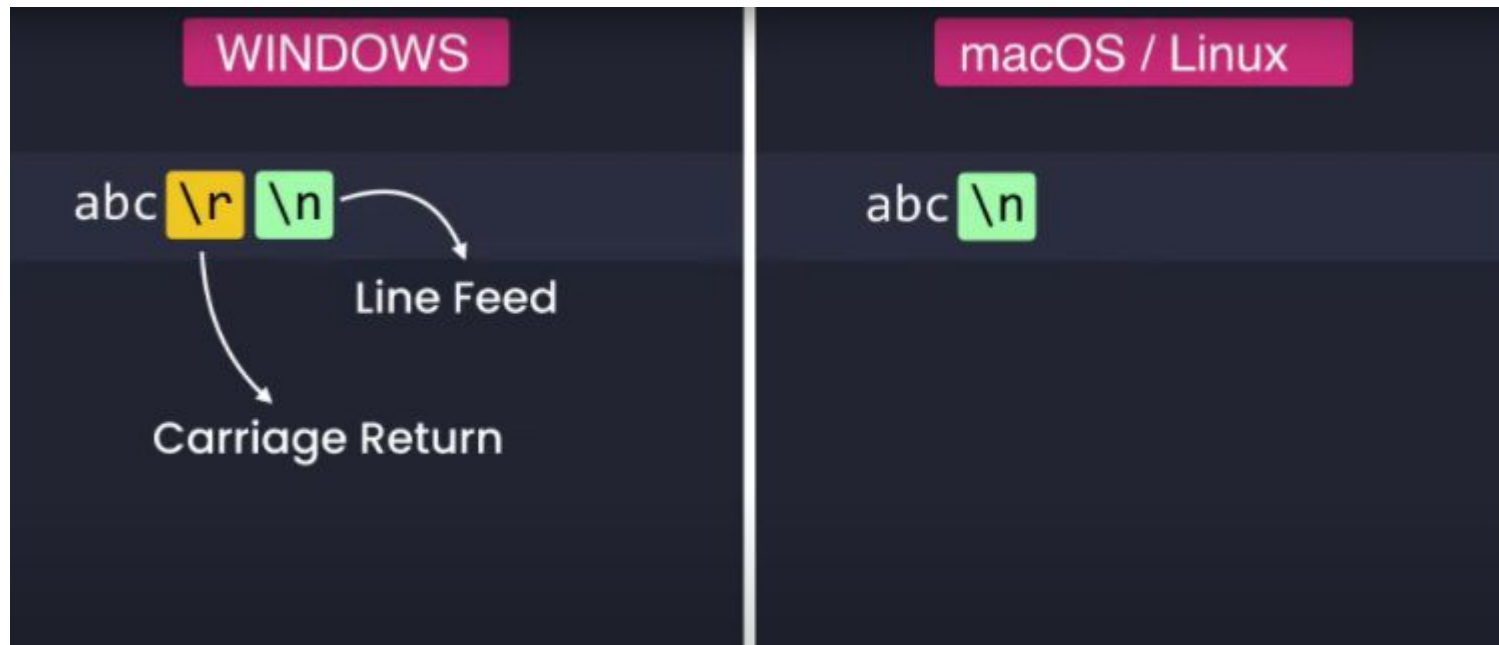 WINDOWS
abc \r \n
Line Feed
Carriage Return
macOS / Linux
abc \n